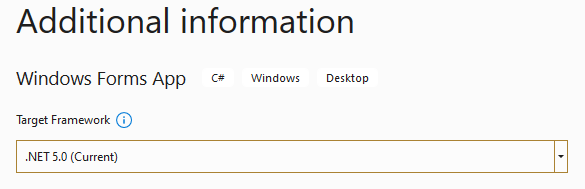 Additional information
Windows Forms App C# Windows Desktop
Target Framework
.NET 5.0 (Current)